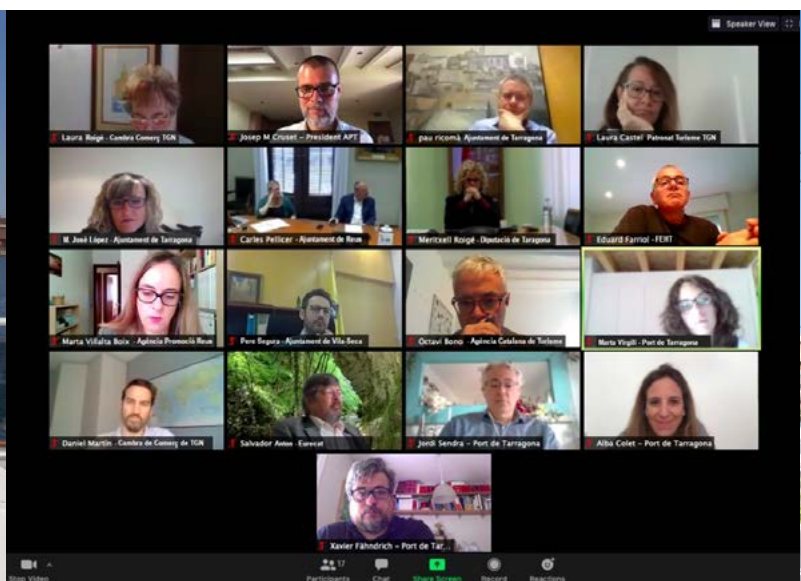 Speaker View
Laura Roigé - Cambra Comerç TGN
Josep M Cruset – President APT
pau ricomà Ajuntament de Tarragona
Laura Castel Patronat Turisme TGN
M. José López - Ajuntament de Tarragona
Carles Pellicer - Ajuntament de Reus
Meritxell Roigé - Diputació de Tarragona
Eduard Farriol - FEHT
Marta Villalta Boix - Agència Promoció Reus
Pere Segura - Ajuntament de Vila-Seca
Octavi Bono - Agència Catalana de Turisme
Marta Virgili - Port de Tarragona
Daniel Martín - Cambra de Comerç de TGN
Salvador Anton - Eurecat
Jordi Sendra – Port de Tarragona
Alba Colet – Port de Tarragona
Xavier Fähndrich – Port de Tar...
Stop Video
17
Participants
Chat
Share Screen
Record
Reactions